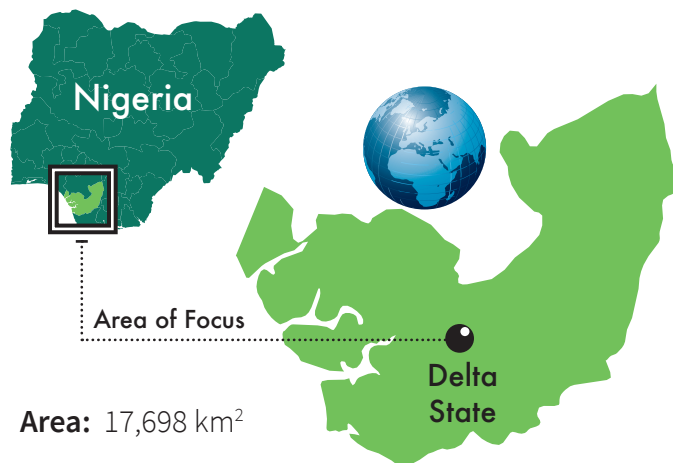 Nigeria
Area of Focus
Delta
State
Area: 17,698 km²